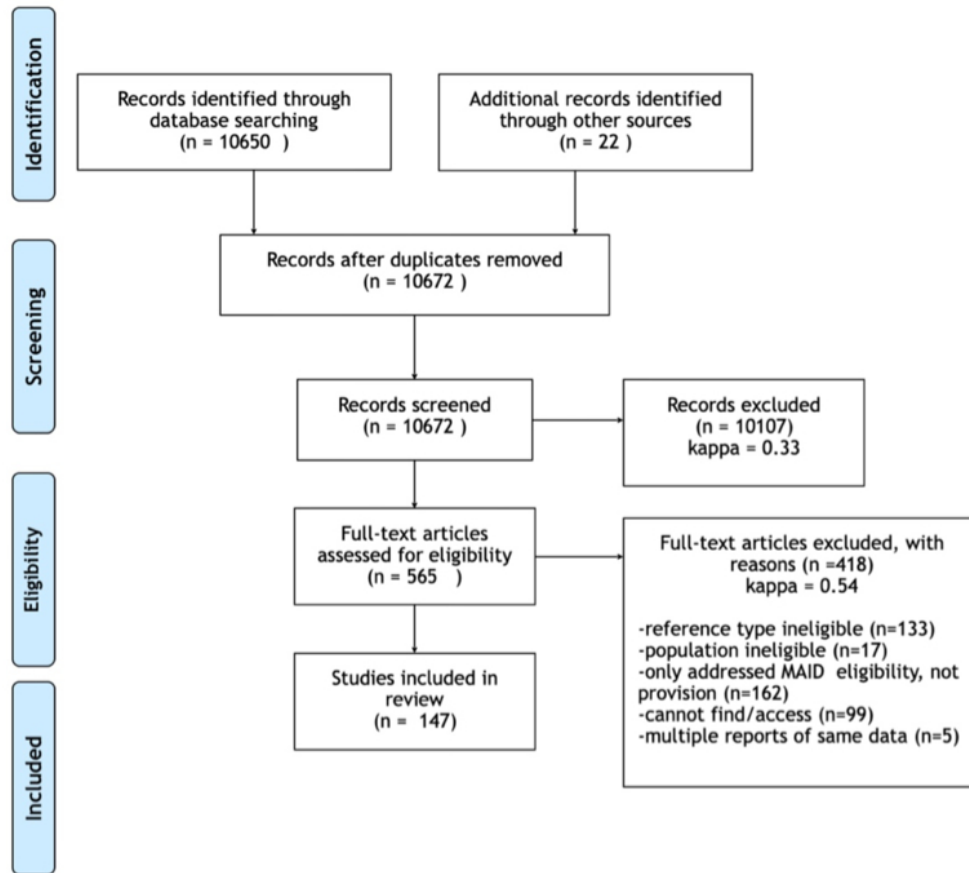 Identification
Records identified through
database searching
(n = 10650  )
Additional records identified
through other sources
(n = 22 )
Screening
Records after duplicates removed
(n = 10672 )
Records screened
(n = 10672 )
Records excluded
(n = 10107)
kappa = 0.33
Eligibility
Full-text articles
assessed for eligibility
(n = 565  )
Full-text articles excluded, with
reasons (n =418)
kappa = 0.54
-reference type ineligible (n=133)
-population ineligible (n=17)
-only addressed MAID  eligibility, not
provision (n=162)
-cannot find/access (n=99)
-multiple reports of same data (n=5)
Included
Studies included in
review
(n =  147)